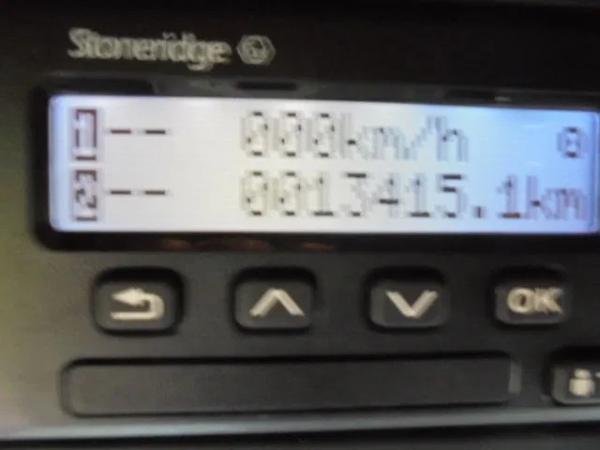 Stoneridge
1 -- 000km/h
2 -- 0013415.1km
OK